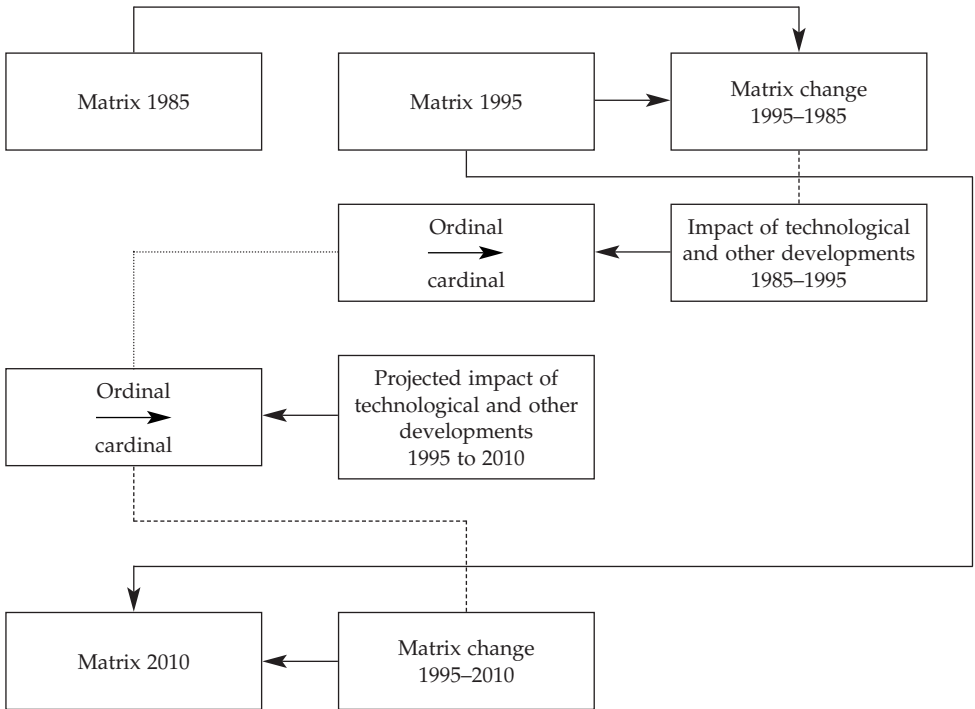 Matrix 1985
Matrix 1995
Matrix change
1995–1985
Ordinal
cardinal
Impact of technological
and other developments
1985–1995
Ordinal
cardinal
Projected impact of
technological and other
developments
1995 to 2010
Matrix 2010
Matrix change
1995–2010